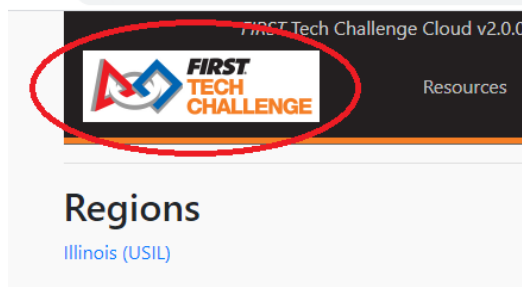 FIRST Tech Challenge Cloud v2.0.0
FIRST
TECH
CHALLENGE
Resources
Regions
Illinois (USIL)